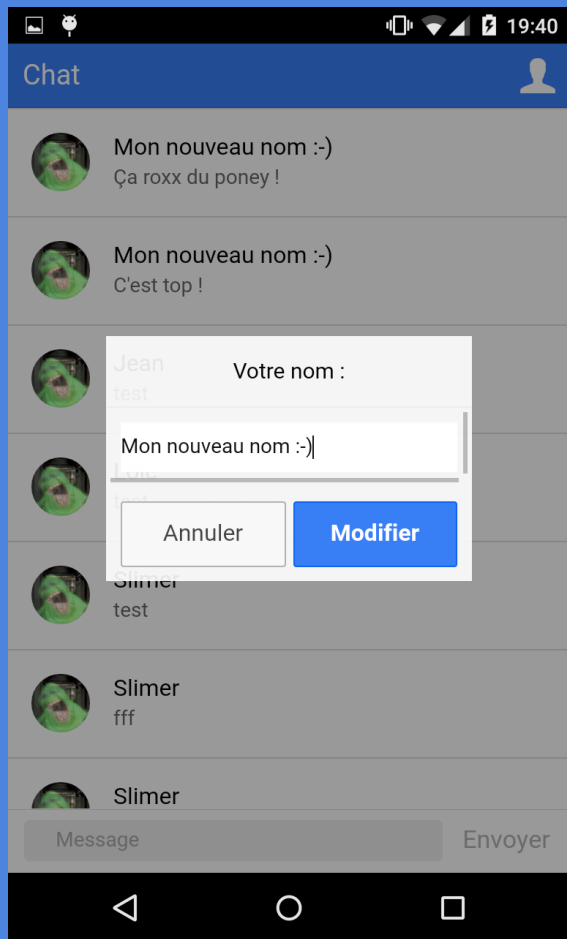 19:40
Chat
Mon nouveau nom :-)
Ça roxx du poney !
Mon nouveau nom :-)
C'est top !
Jean
test
Votre nom :
Mon nouveau nom :-)
Annuler
Modifier
Slimer
test
Slimer
fff
Slimer
Message
Envoyer